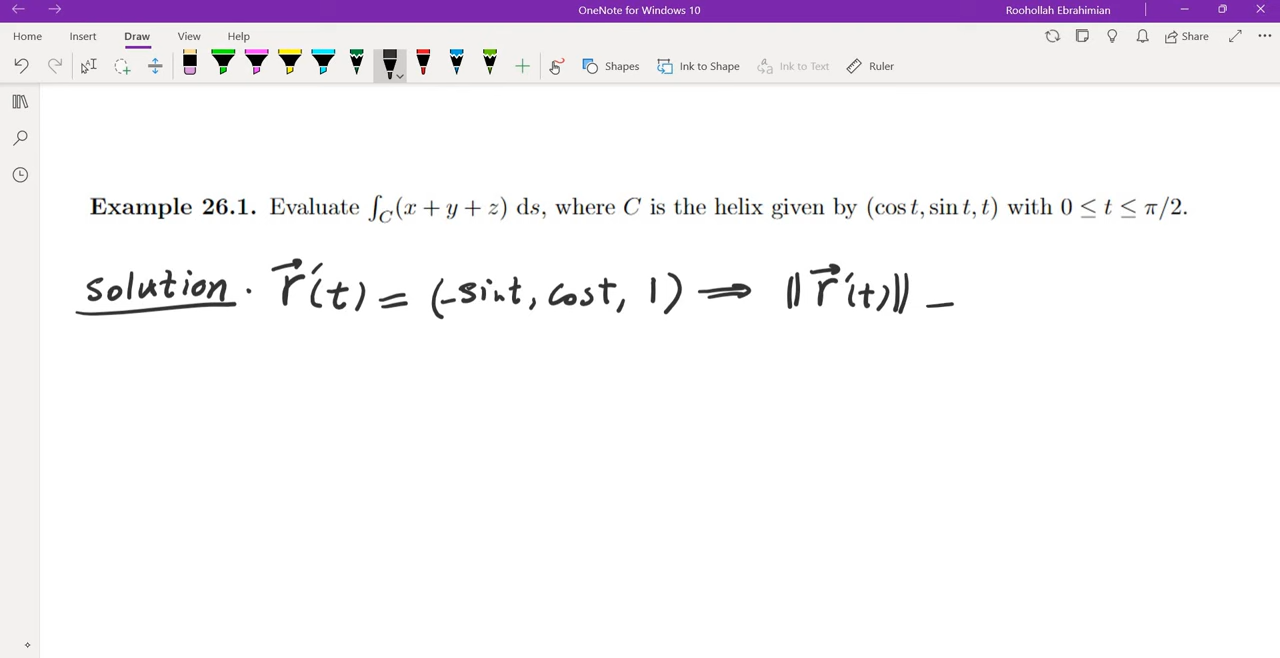 OneNote for Windows 10
Roohollah Ebrahimian
Home Insert Draw View Help
Share
Shapes Ink to Shape Ink to Text Ruler
Example 26.1. Evaluate ∫_C(x + y + z) ds, where C is the helix given by (cos t, sin t, t) with 0 ≤ t ≤ π/2.
Solution. r⃗′(t) = (-sint, cost, 1) ⟹ ‖r⃗′(t)‖ –